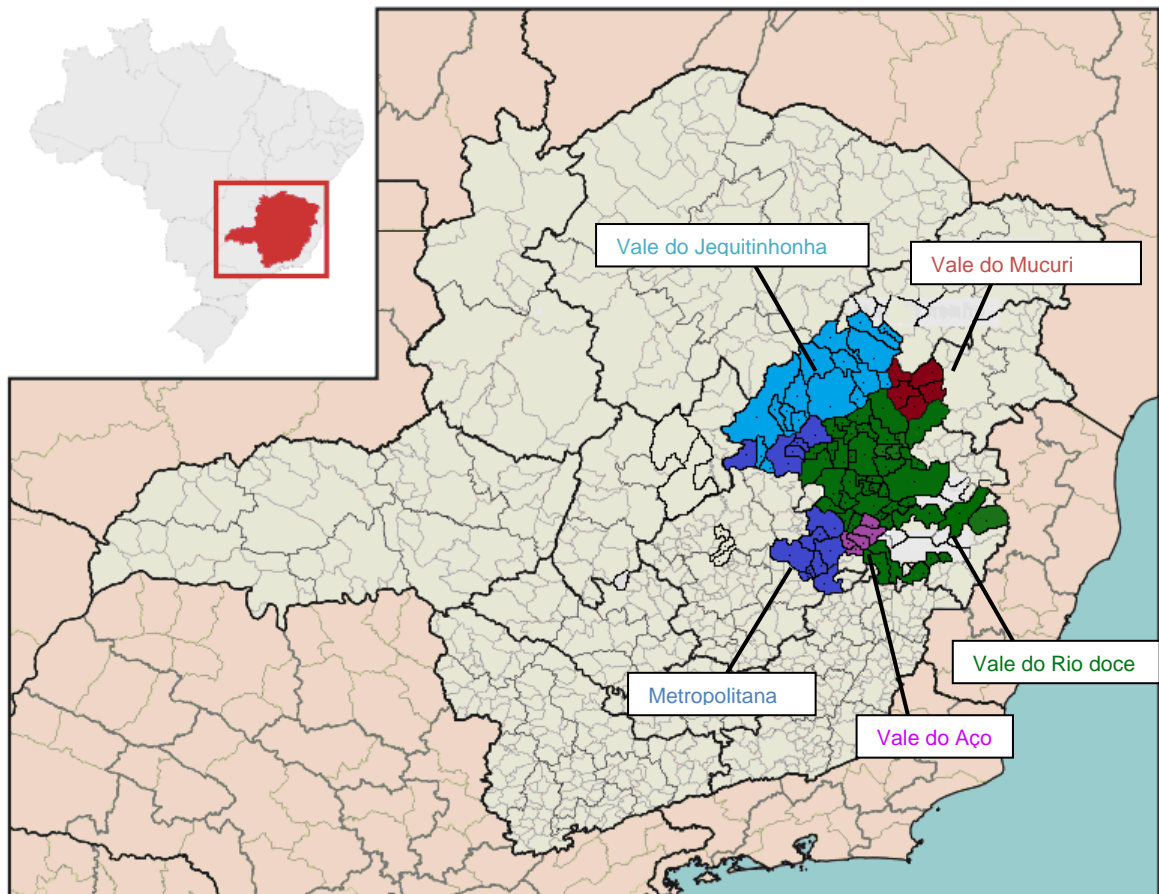 Vale do Jequitinhonha
Vale do Mucuri
Vale do Rio doce
Metropolitana
Vale do Aço